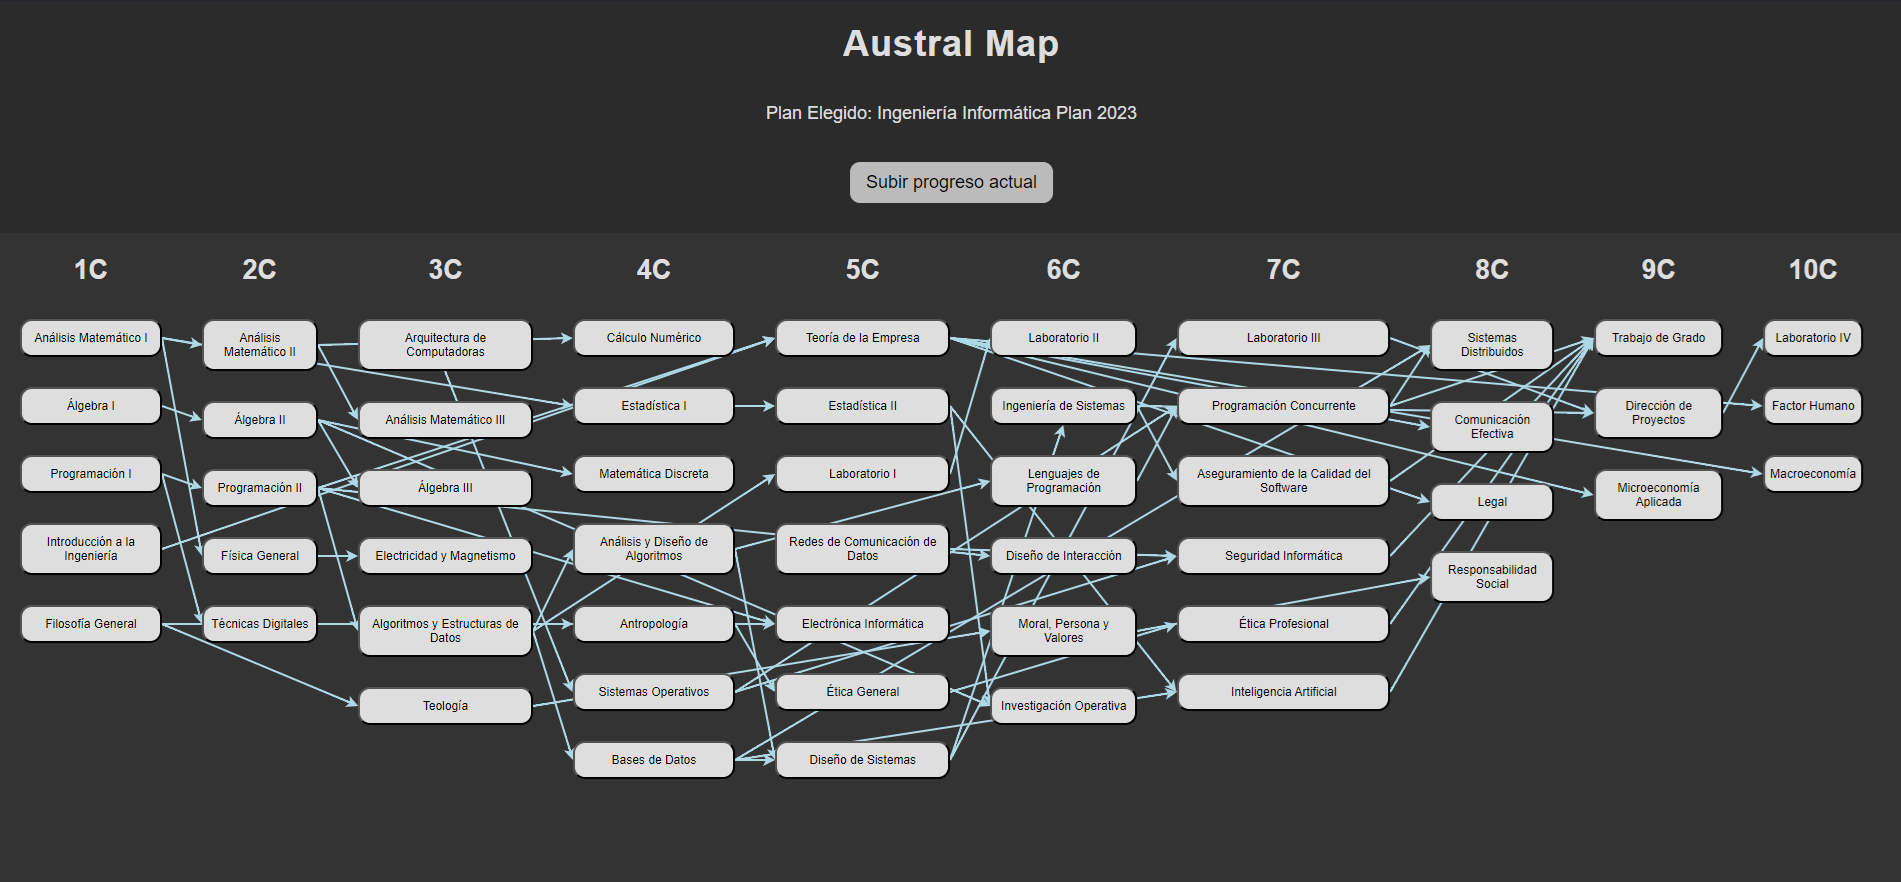 Austral Map
Plan Elegido: Ingeniería Informática Plan 2023
Subir progreso actual
1C
2C
3C
4C
5C
6C
7C
8C
9C
10C
Análisis Matemático I
Álgebra I
Programación I
Introducción a la
Ingeniería
Filosofía General
Análisis
Matemático II
Álgebra II
Programación II
Física General
Técnicas Digitales
Arquitectura de
Computadoras
Análisis Matemático III
Álgebra III
Electricidad y Magnetismo
Algoritmos y Estructuras de
Datos
Teología
Cálculo Numérico
Estadística I
Matemática Discreta
Análisis y Diseño de
Algoritmos
Antropología
Sistemas Operativos
Bases de Datos
Teoría de la Empresa
Estadística II
Laboratorio I
Redes de Comunicación de
Datos
Electrónica Informática
Ética General
Diseño de Sistemas
Laboratorio II
Ingeniería de Sistemas
Lenguajes de
Programación
Diseño de Interacción
Moral, Persona y
Valores
Investigación Operativa
Laboratorio III
Programación Concurrente
Aseguramiento de la Calidad del
Software
Seguridad Informática
Ética Profesional
Inteligencia Artificial
Sistemas
Distribuidos
Comunicación
Efectiva
Legal
Responsabilidad
Social
Trabajo de Grado
Dirección de
Proyectos
Microeconomía
Aplicada
Laboratorio IV
Factor Humano
Macroeconomía